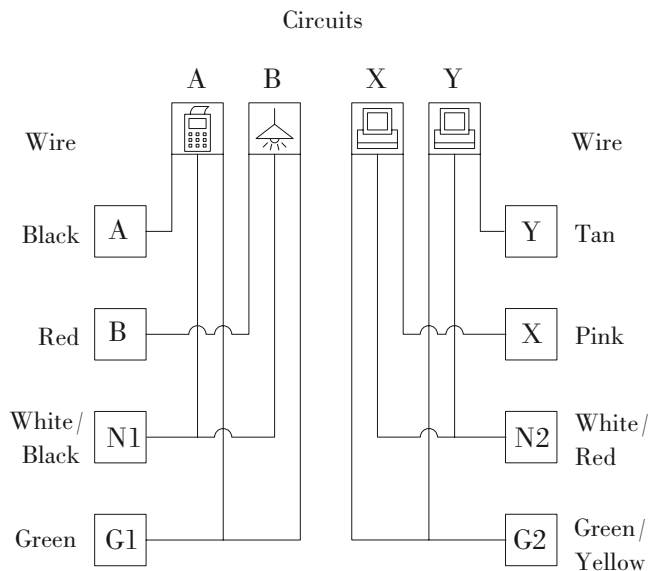 Circuits
A B X Y
Wire Wire
Black A Y Tan
Red B X Pink
White/
Black N1 N2 White/
Red
Green G1 G2 Green/
Yellow